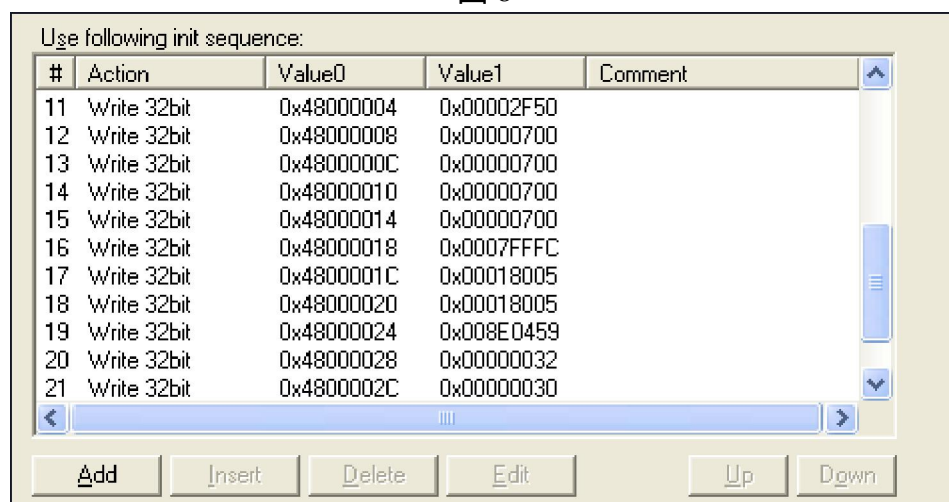 Use following init sequence:
# Action Value0 Value1 Comment
11 Write 32bit 0x48000004 0x00002F50
12 Write 32bit 0x48000008 0x00000700
13 Write 32bit 0x4800000C 0x00000700
14 Write 32bit 0x48000010 0x00000700
15 Write 32bit 0x48000014 0x00000700
16 Write 32bit 0x48000018 0x0007FFFC
17 Write 32bit 0x4800001C 0x00018005
18 Write 32bit 0x48000020 0x00018005
19 Write 32bit 0x48000024 0x008E0459
20 Write 32bit 0x48000028 0x00000032
21 Write 32bit 0x4800002C 0x00000030
Add Insert Delete Edit Up Down